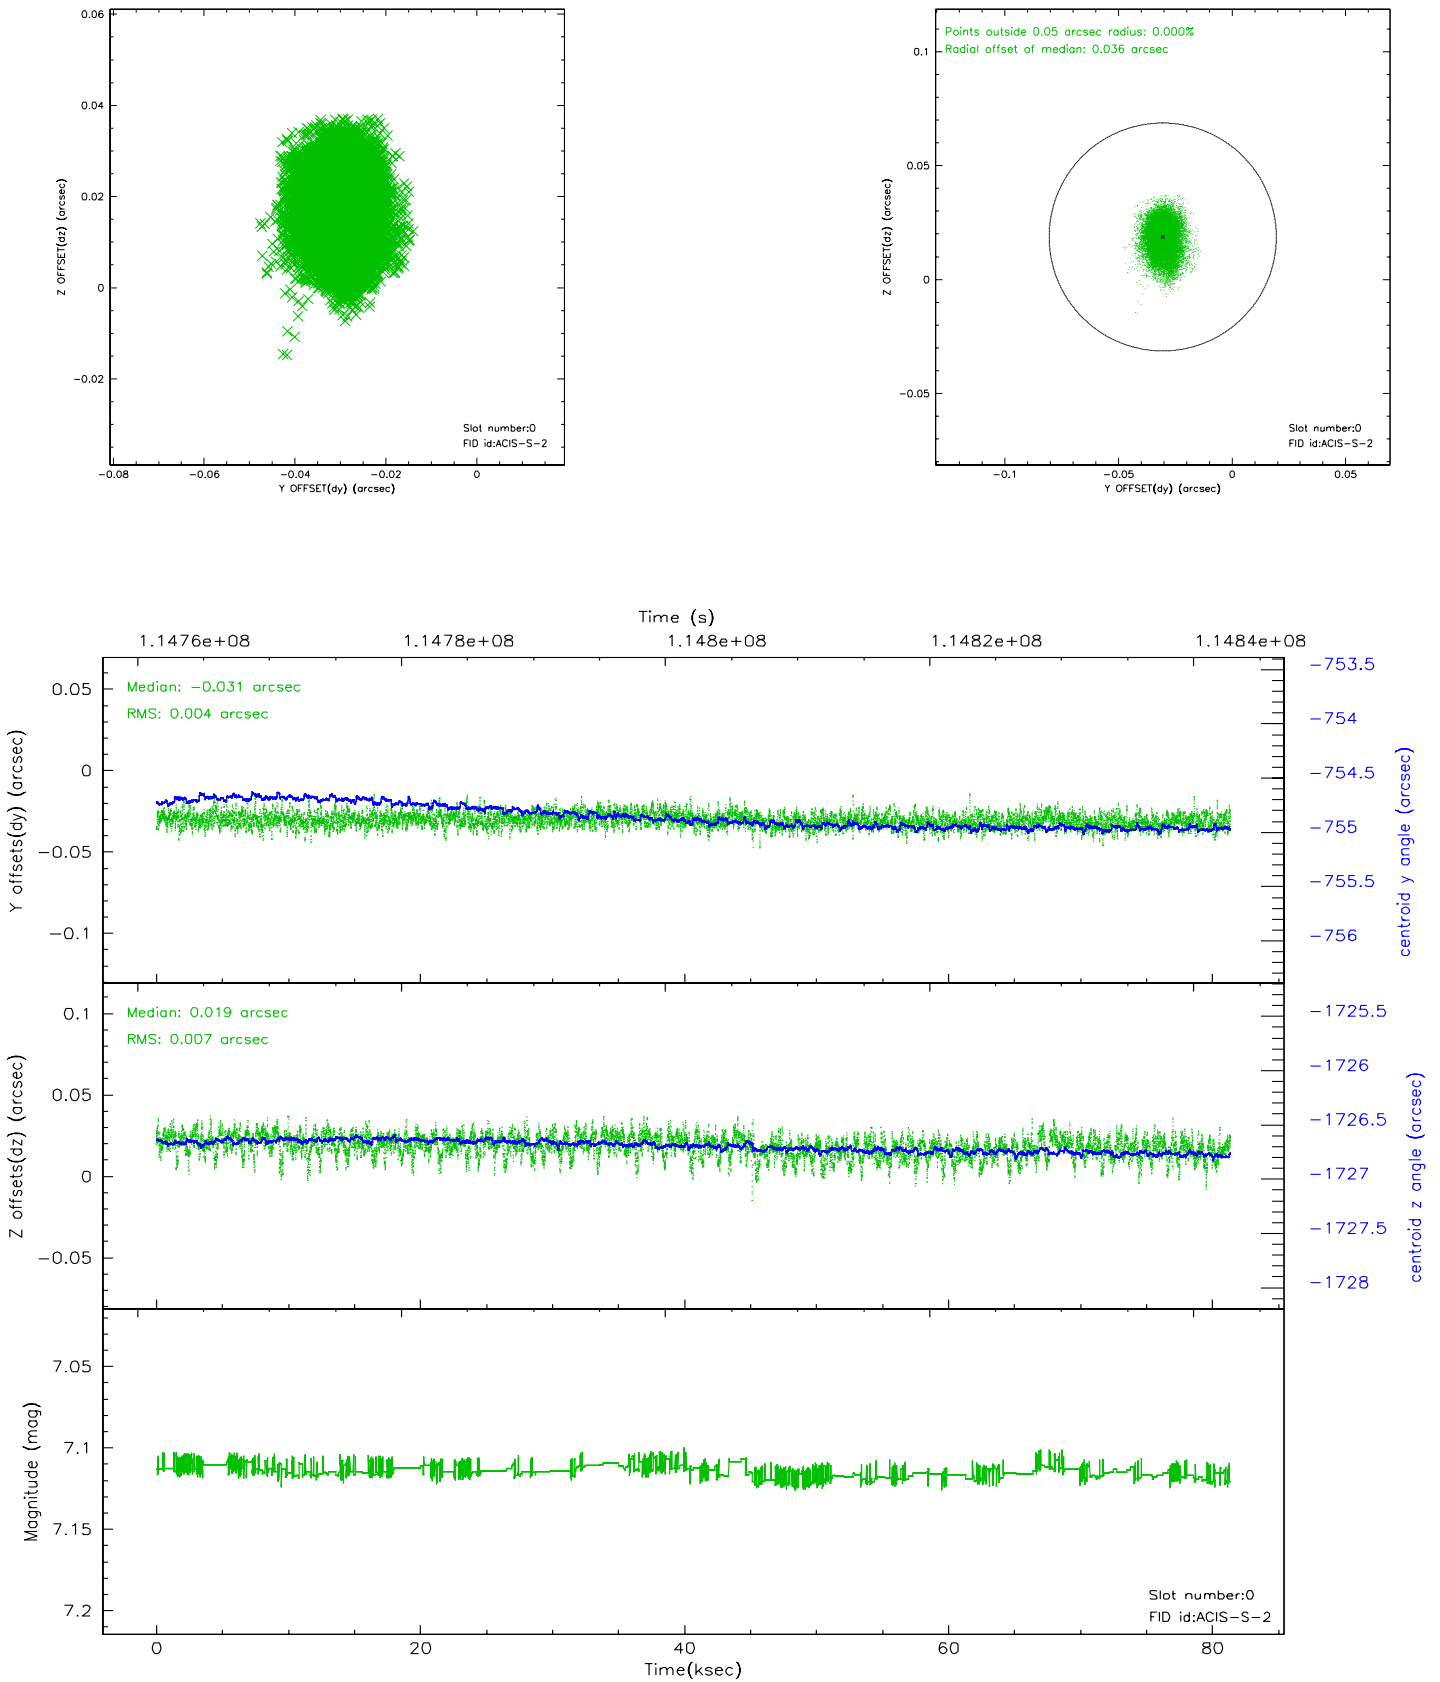 0.06
0.04
0.02
0
−0.02
Z OFFSET(dz) (arcsec)
Slot number:0
FID id:ACIS−S−2
−0.08 −0.06 −0.04 −0.02 0
Y OFFSET(dy) (arcsec)
Points outside 0.05 arcsec radius: 0.000%
Radial offset of median: 0.036 arcsec
0.1
0.05
0
−0.05
Z OFFSET(dz) (arcsec)
Slot number:0
FID id:ACIS−S−2
−0.1 −0.05 0 0.05
Y OFFSET(dy) (arcsec)
Time (s)
1.1476e+08 1.1478e+08 1.148e+08 1.1482e+08 1.1484e+08
Median: −0.031 arcsec
RMS: 0.004 arcsec
0.05
0
−0.05
−0.1
Y offsets(dy) (arcsec)
−753.5
−754
−754.5
−755
−755.5
−756
centroid y angle (arcsec)
Median: 0.019 arcsec
RMS: 0.007 arcsec
0.1
0.05
0
−0.05
Z offsets(dz) (arcsec)
−1725.5
−1726
−1726.5
−1727
−1727.5
−1728
centroid z angle (arcsec)
7.05
7.1
7.15
7.2
Magnitude (mag)
Slot number:0
FID id:ACIS−S−2
0 20 40 60 80
Time(ksec)